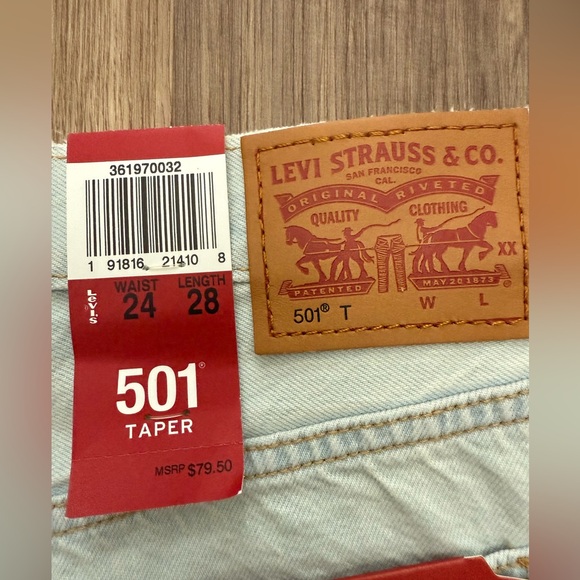 361970032
1 91816 21410 8
Levi's
WAIST LENGTH
24 28
501®
TAPER
MSRP $79.50
LEVI STRAUSS & CO.
SAN FRANCISCO
CAL.
ORIGINAL RIVETED
QUALITY CLOTHING
XX
PATENTED MAY 20 1873
W L
501® T